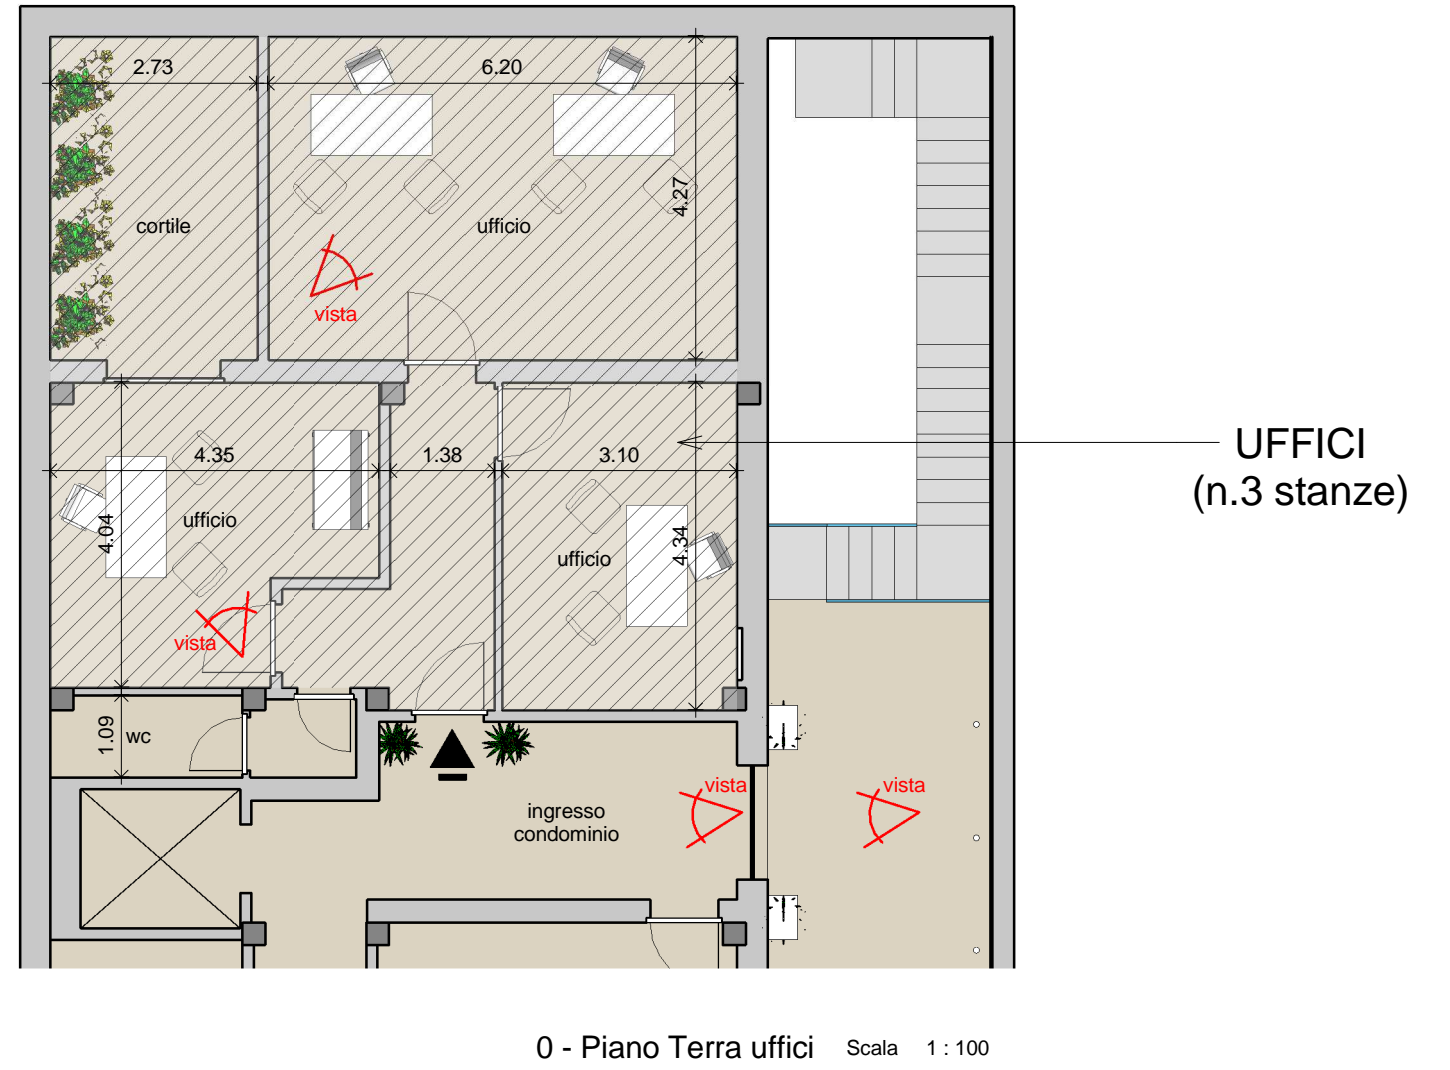 2.73
6.20
4.27
cortile
ufficio
vista
4.35
1.38
3.10
UFFICI
(n.3 stanze)
4.04
ufficio
4.34
ufficio
vista
1.09
wc
vista
vista
ingresso
condominio
0 - Piano Terra uffici Scala 1 : 100